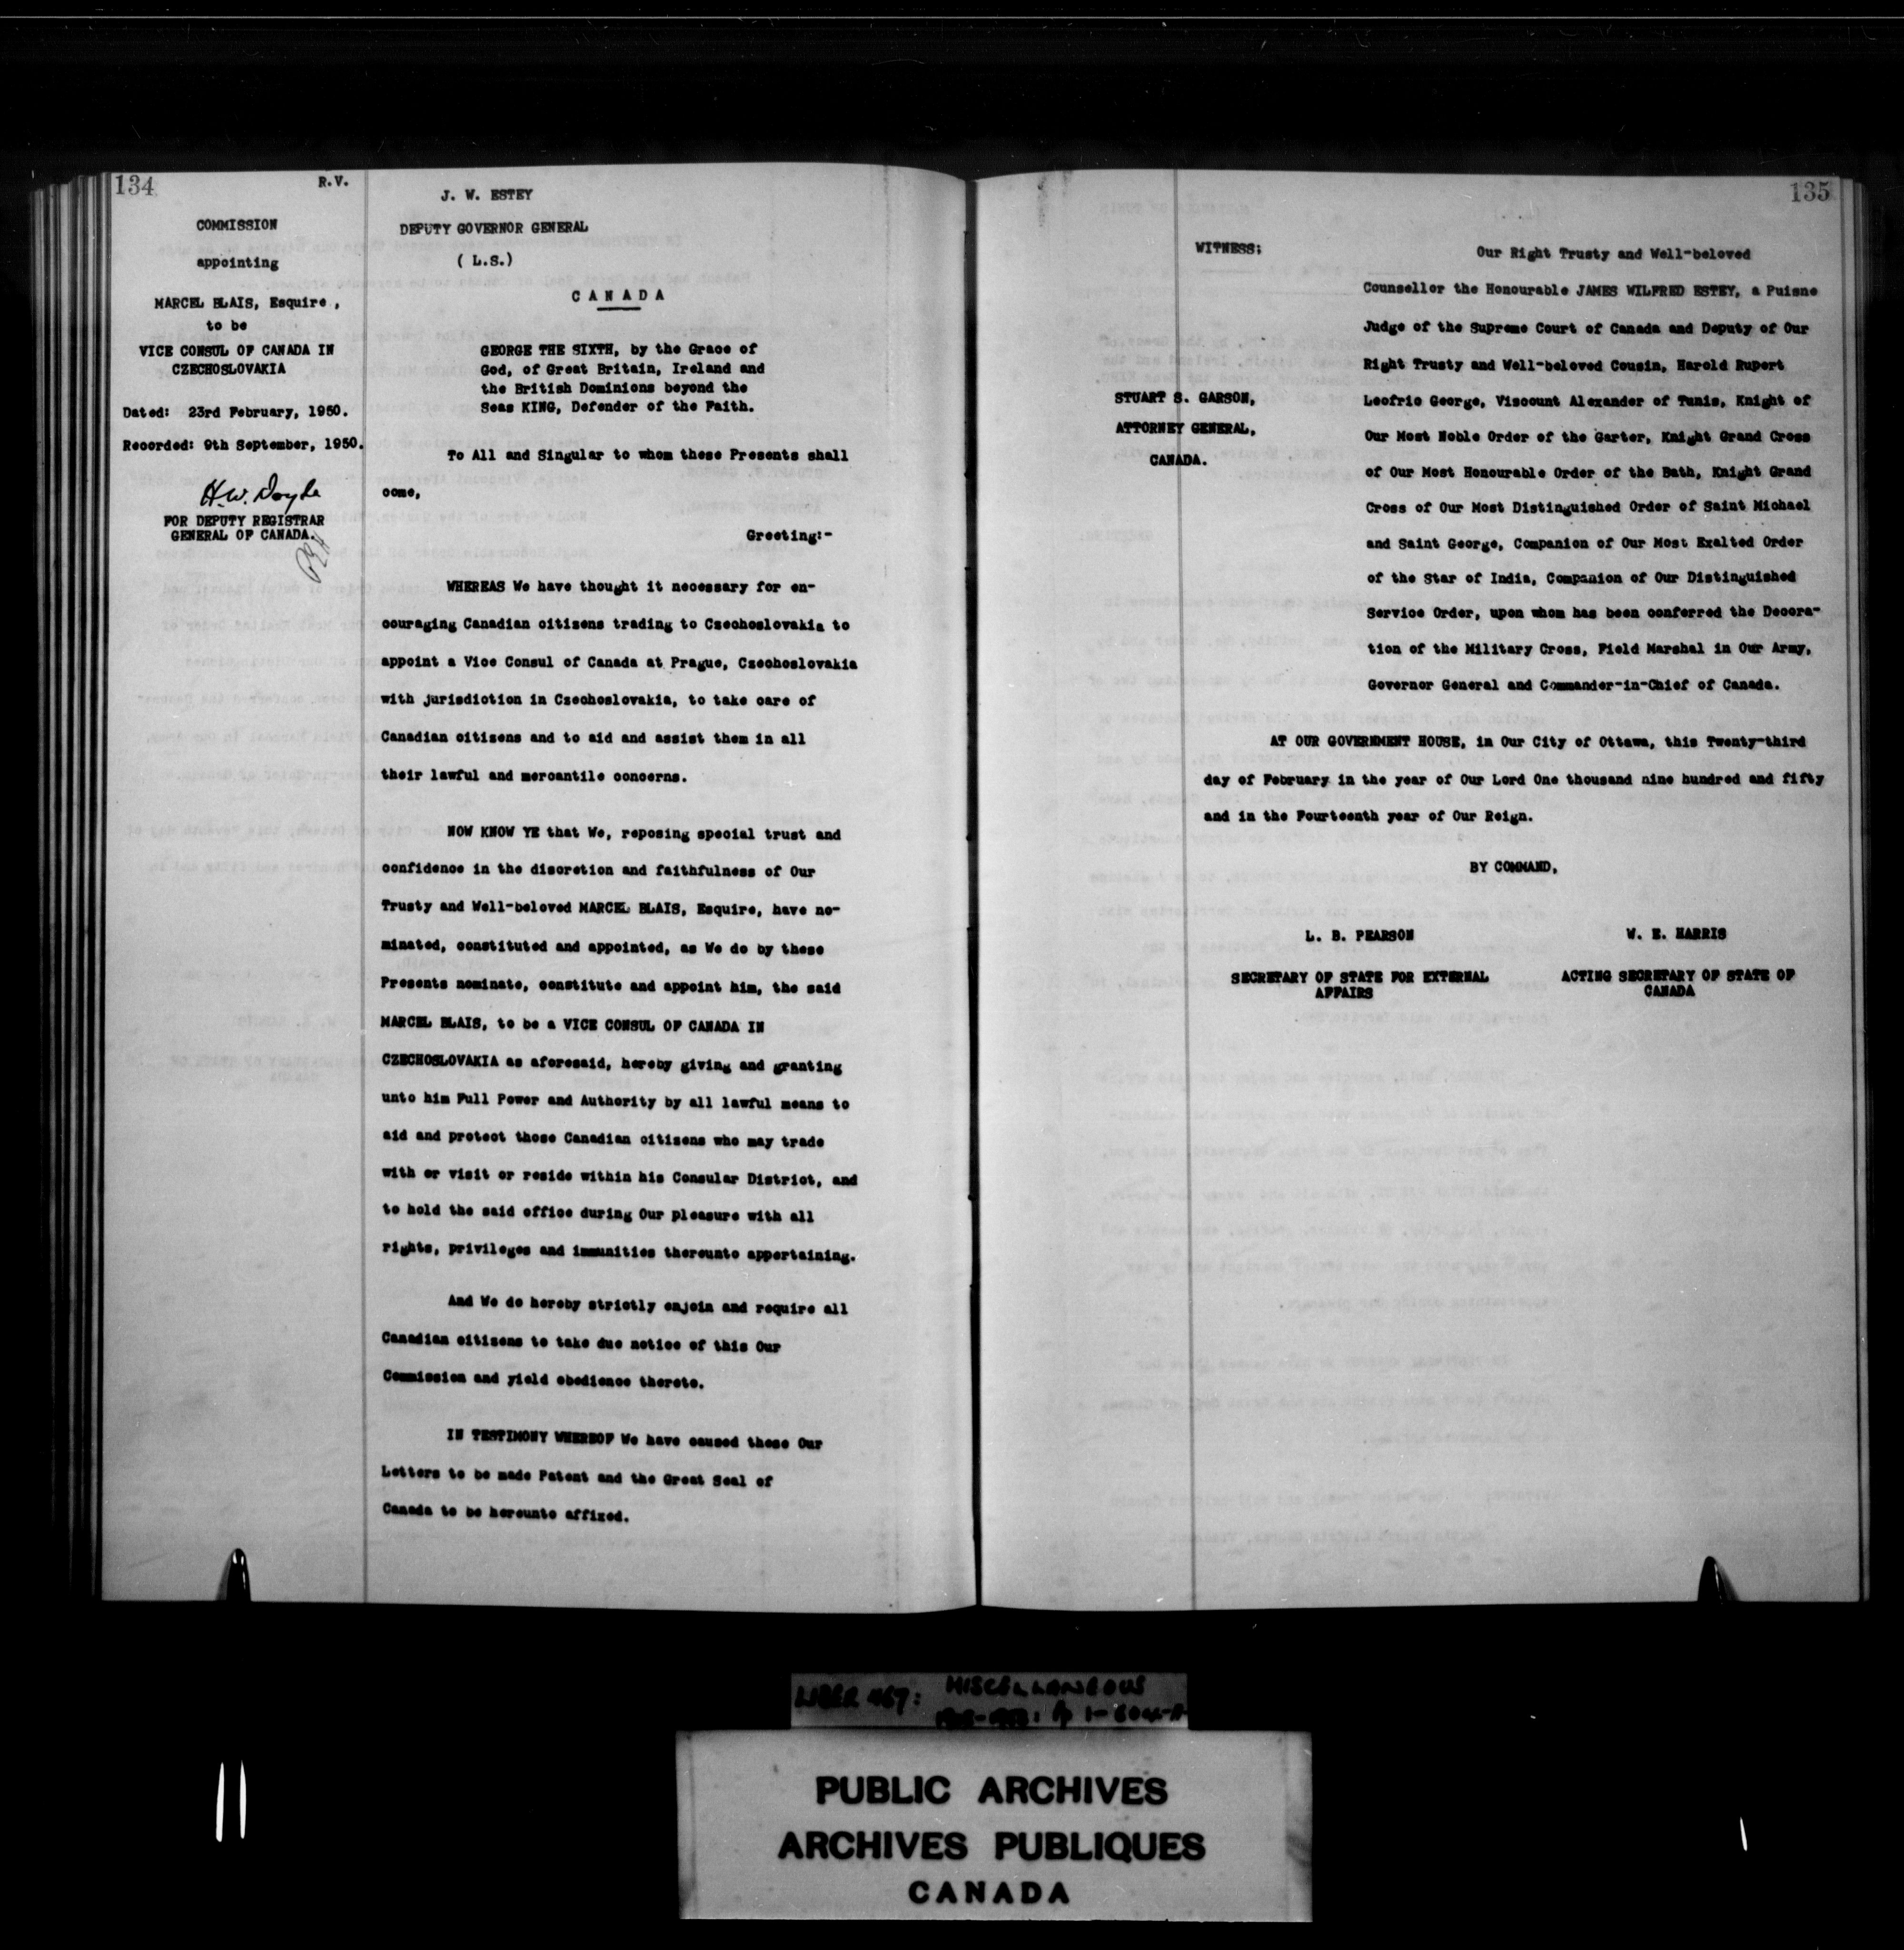 134
R.V.
COMMISSION
appointing
MARCEL BLAIS, Esquire,
to be
VICE CONSUL OF CANADA IN
CZECHOSLOVAKIA
Dated: 23rd February, 1950.
Recorded: 9th September, 1950.
H.W. Doyle
FOR DEPUTY REGISTRAR
GENERAL OF CANADA.
J. W. ESTEY
DEPUTY GOVERNOR GENERAL
( L.S.)
CANADA
GEORGE THE SIXTH, by the Grace of
God, of Great Britain, Ireland and
the British Dominions beyond the
Seas KING, Defender of the Faith.
To All and Singular to whom these Presents shall
come,
Greeting:-
WHEREAS We have thought it necessary for en-
couraging Canadian citizens trading to Czechoslovakia to
appoint a Vice Consul of Canada at Prague, Czechoslovakia
with jurisdiction in Czechoslovakia, to take care of
Canadian citizens and to aid and assist them in all
their lawful and mercantile concerns.
NOW KNOW YE that We, reposing special trust and
confidence in the discretion and faithfulness of Our
Trusty and Well-beloved MARCEL BLAIS, Esquire, have no-
minated, constituted and appointed, as We do by these
Presents nominate, constitute and appoint him, the said
MARCEL BLAIS, to be a VICE CONSUL OF CANADA IN
CZECHOSLOVAKIA as aforesaid, hereby giving and granting
unto him Full Power and Authority by all lawful means to
aid and protect those Canadian citizens who may trade
with or visit or reside within his Consular District, and
to hold the said office during Our pleasure with all
rights, privileges and immunities thereunto appertaining.
And We do hereby strictly enjoin and require all
Canadian citizens to take due notice of this Our
Commission and yield obedience thereto.
IN TESTIMONY WHEREOF We have caused these Our
Letters to be made Patent and the Great Seal of
Canada to be hereunto affixed.
135
WITNESS:
Our Right Trusty and Well-beloved
Counsellor the Honourable JAMES WILFRED ESTEY, a Puisne
Judge of the Supreme Court of Canada and Deputy of Our
Right Trusty and Well-beloved Cousin, Harold Rupert
Leofric George, Viscount Alexander of Tunis, Knight of
Our Most Noble Order of the Garter, Knight Grand Cross
of Our Most Honourable Order of the Bath, Knight Grand
Cross of Our Most Distinguished Order of Saint Michael
and Saint George, Companion of Our Most Exalted Order
of the Star of India, Companion of Our Distinguished
Service Order, upon whom has been conferred the Decora-
tion of the Military Cross, Field Marshal in Our Army,
Governor General and Commander-in-Chief of Canada.
STUART S. GARSON,
ATTORNEY GENERAL,
CANADA.
AT OUR GOVERNMENT HOUSE, in Our City of Ottawa, this Twenty-third
day of February in the year of Our Lord One thousand nine hundred and fifty
and in the Fourteenth year of Our Reign.
BY COMMAND,
L. B. PEARSON
SECRETARY OF STATE FOR EXTERNAL
AFFAIRS
W. E. HARRIS
ACTING SECRETARY OF STATE OF
CANADA
LIBER 467: MISCELLANEOUS
PUBLIC ARCHIVES
ARCHIVES PUBLIQUES
CANADA